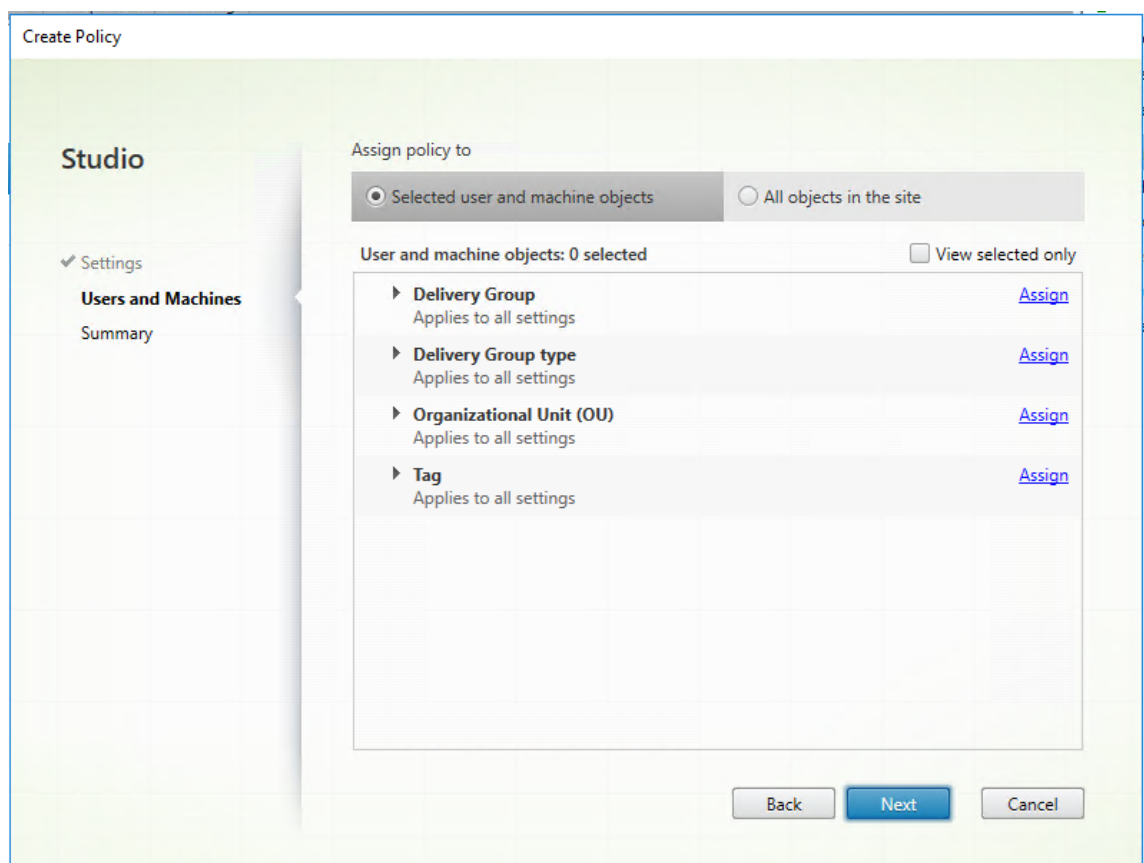 Create Policy
Studio
Settings
Users and Machines
Summary
Assign policy to
Selected user and machine objects
All objects in the site
User and machine objects: 0 selected
View selected only
Delivery Group
Assign
Applies to all settings
Delivery Group type
Assign
Applies to all settings
Organizational Unit (OU)
Assign
Applies to all settings
Tag
Assign
Applies to all settings
Back
Next
Cancel